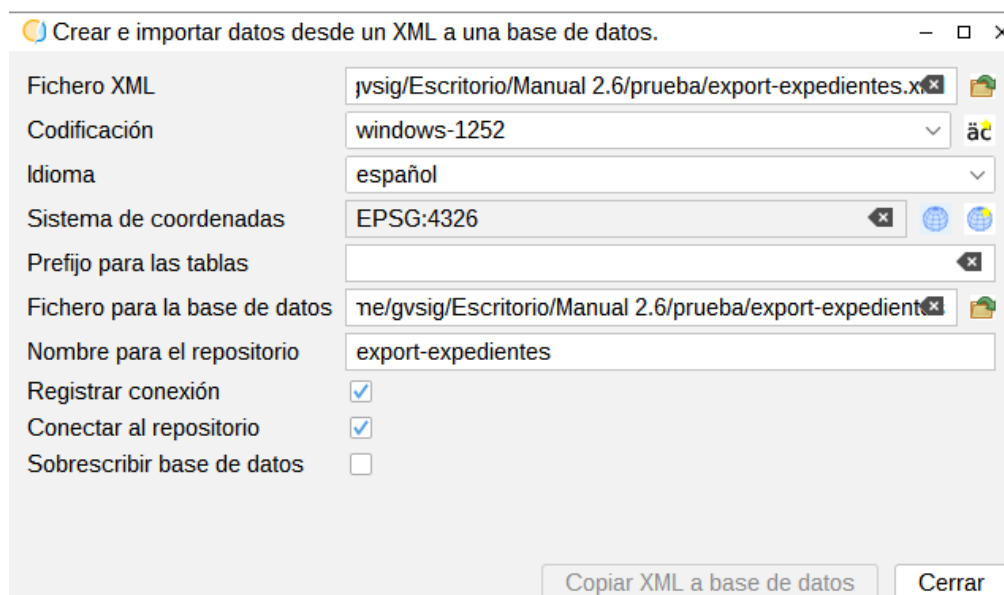 Crear e importar datos desde un XML a una base de datos.
Fichero XML gvsig/Escritorio/Manual 2.6/prueba/export-expedientes.x
Codificación windows-1252 äc
Idioma español
Sistema de coordenadas EPSG:4326
Prefijo para las tablas
Fichero para la base de datos me/gvsig/Escritorio/Manual 2.6/prueba/export-expedient
Nombre para el repositorio export-expedientes
Registrar conexión
Conectar al repositorio
Sobrescribir base de datos
Copiar XML a base de datos Cerrar